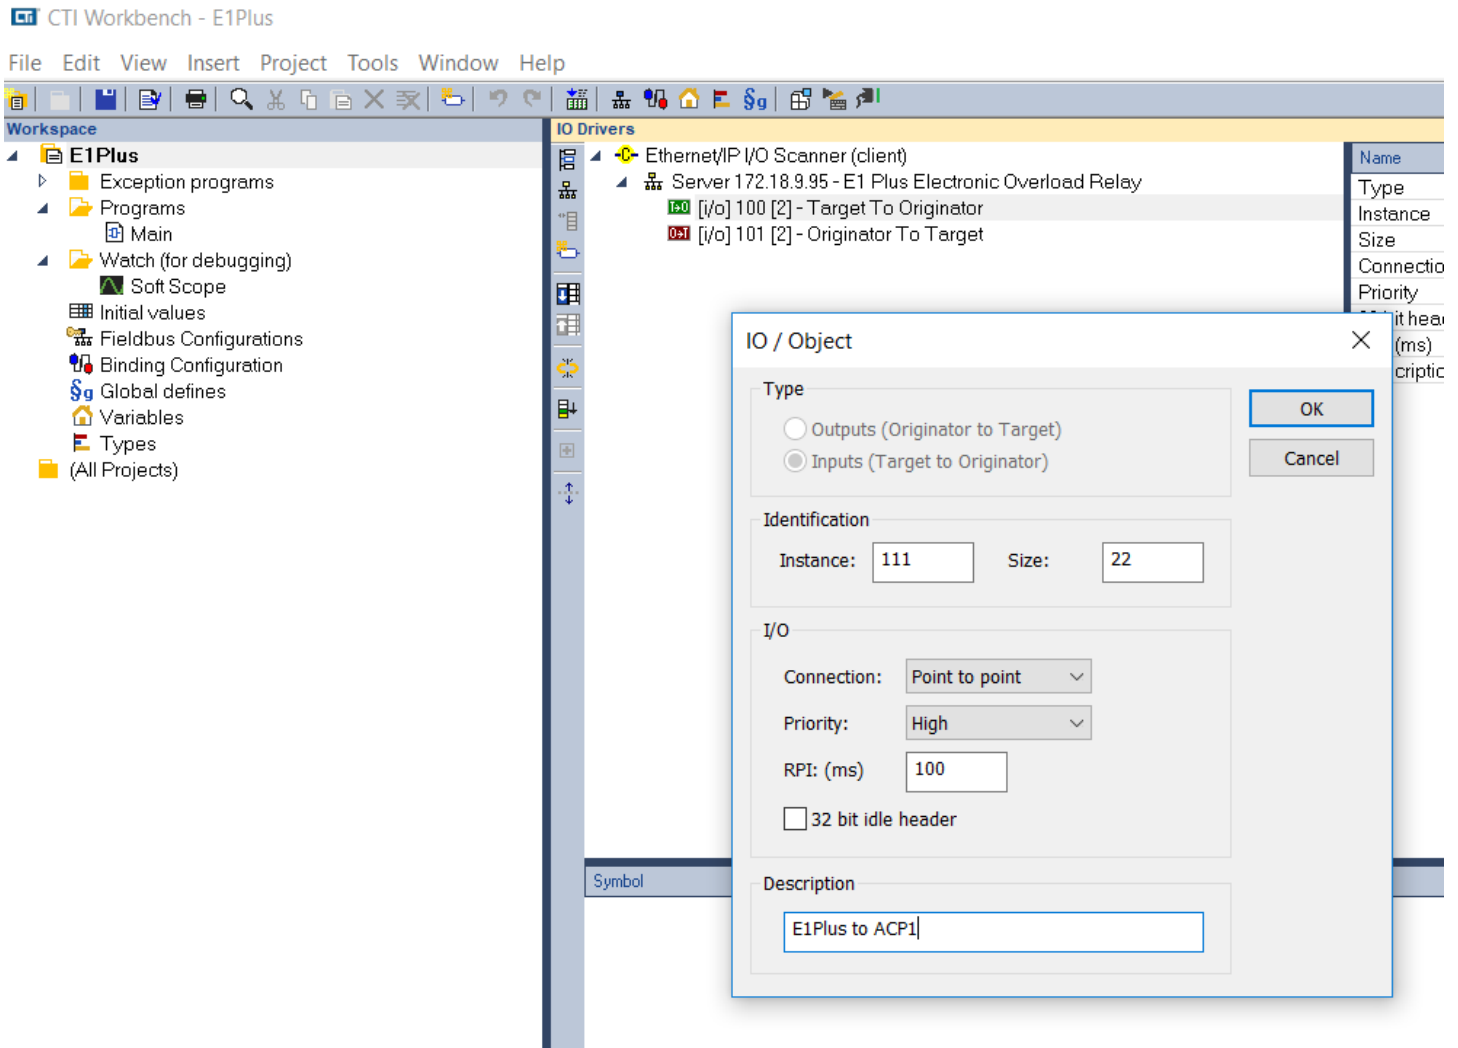 CTI CTI Workbench - E1Plus
File Edit View Insert Project Tools Window Help
Workspace
E1Plus
Exception programs
Programs
Main
Watch (for debugging)
Soft Scope
Initial values
Fieldbus Configurations
Binding Configuration
Global defines
Variables
Types
(All Projects)
IO Drivers
Ethernet/IP I/O Scanner (client)
Server 172.18.9.95 - E1 Plus Electronic Overload Relay
T→O [i/o] 100 [2] - Target To Originator
O→T [i/o] 101 [2] - Originator To Target
Name
Type
Instance
Size
Connectio
Priority
it hea
(ms)
criptic
IO / Object
Type
Outputs (Originator to Target)
Inputs (Target to Originator)
OK
Cancel
Identification
Instance: 111 Size: 22
I/O
Connection: Point to point
Priority: High
RPI: (ms) 100
32 bit idle header
Description
E1Plus to ACP1
Symbol